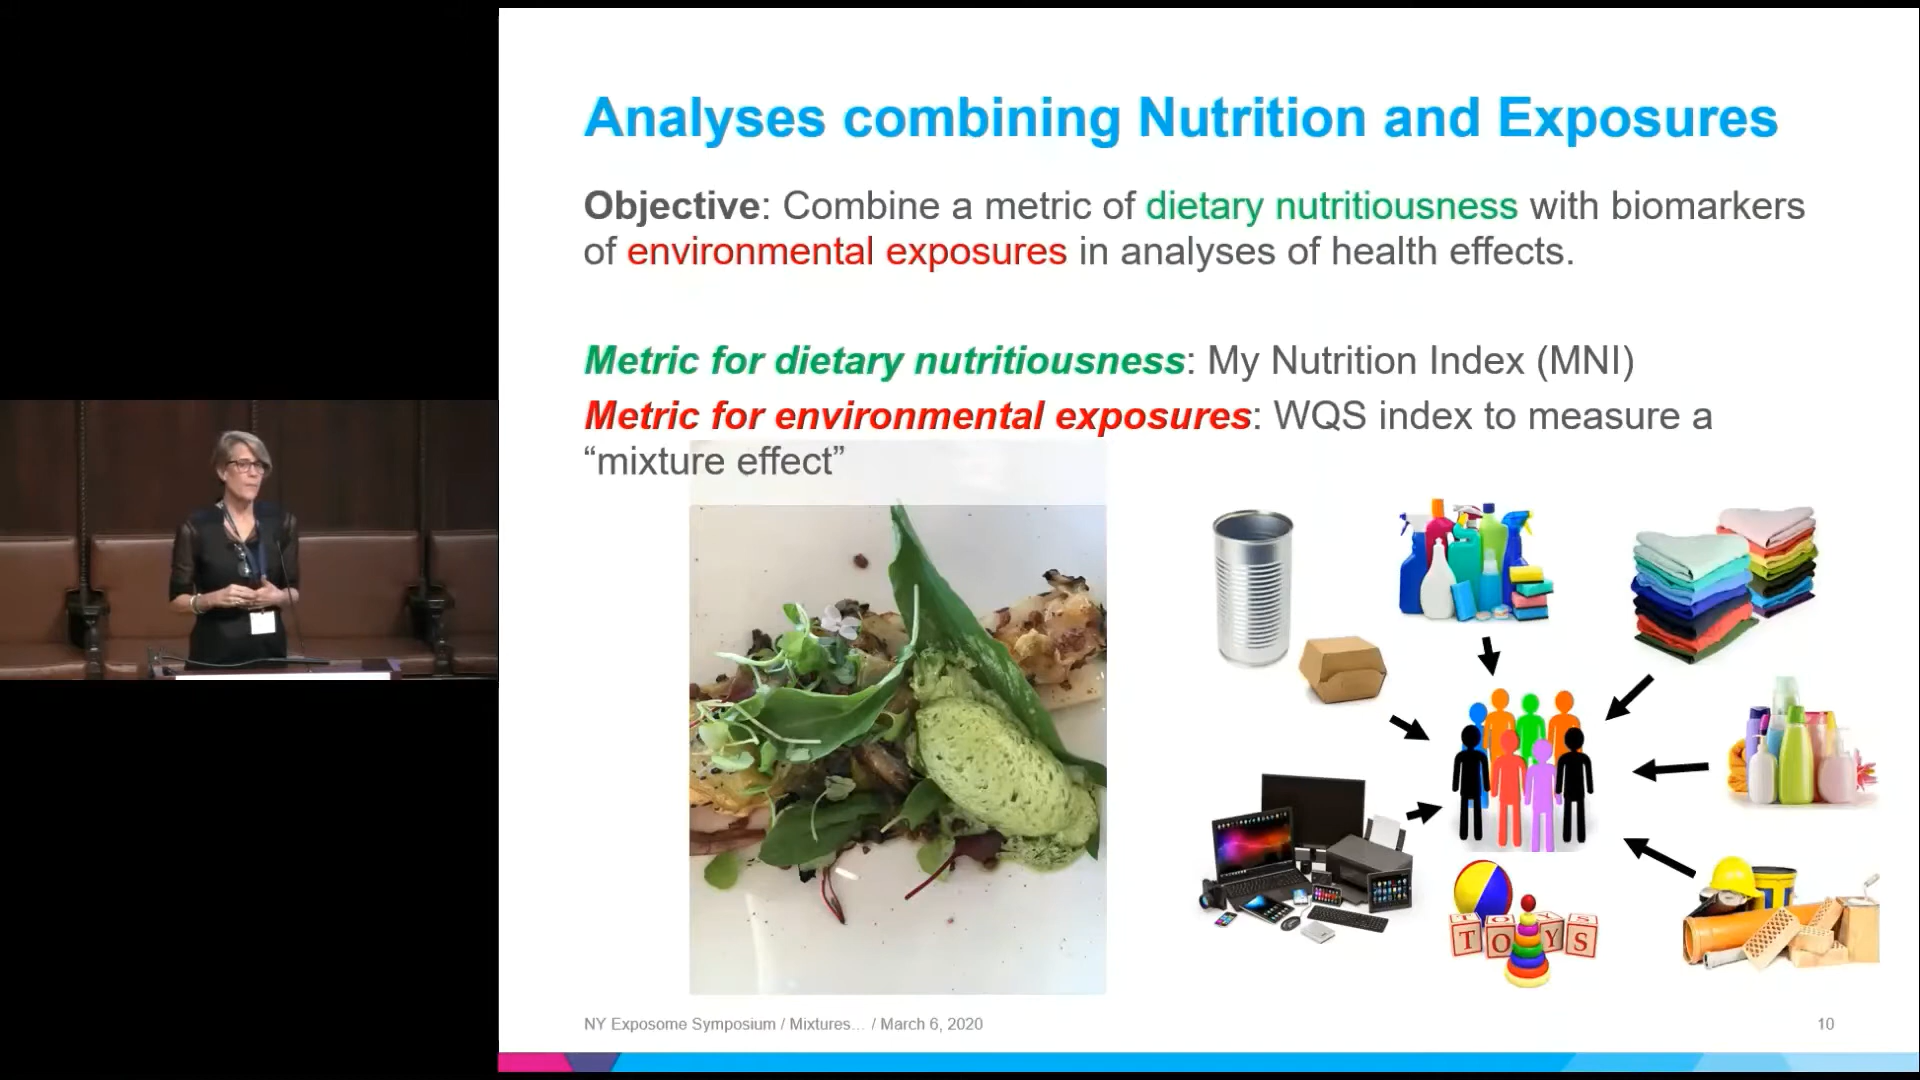 Analyses combining Nutrition and Exposures
Objective: Combine a metric of dietary nutritiousness with biomarkers
of environmental exposures in analyses of health effects.
Metric for dietary nutritiousness: My Nutrition Index (MNI)
Metric for environmental exposures: WQS index to measure a
“mixture effect”
TOYS
NY Exposome Symposium / Mixtures... / March 6, 2020
10